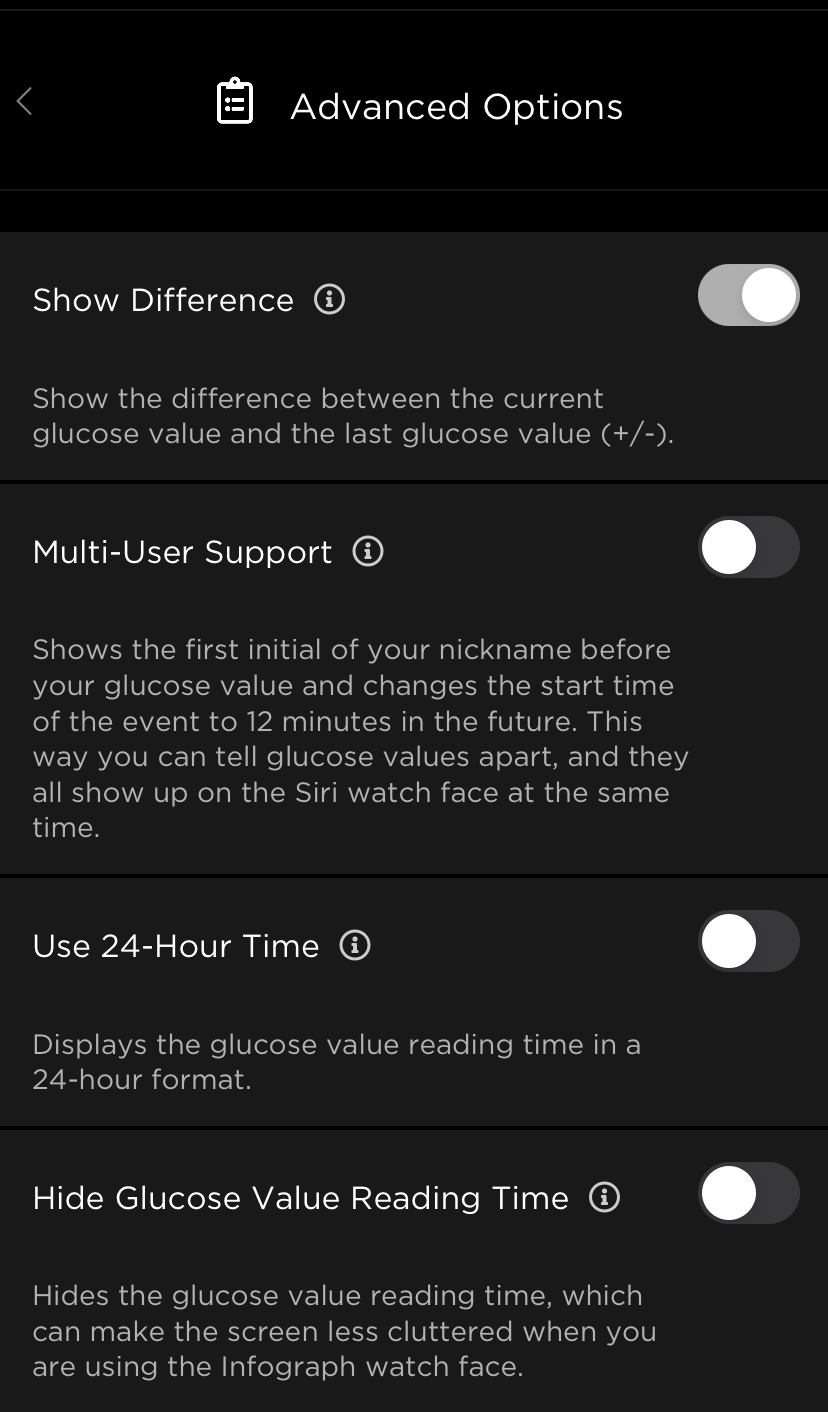 Advanced Options
Show Difference
Show the difference between the current
glucose value and the last glucose value (+/-).
Multi-User Support
Shows the first initial of your nickname before
your glucose value and changes the start time
of the event to 12 minutes in the future. This
way you can tell glucose values apart, and they
all show up on the Siri watch face at the same
time.
Use 24-Hour Time
Displays the glucose value reading time in a
24-hour format.
Hide Glucose Value Reading Time
Hides the glucose value reading time, which
can make the screen less cluttered when you
are using the Infograph watch face.